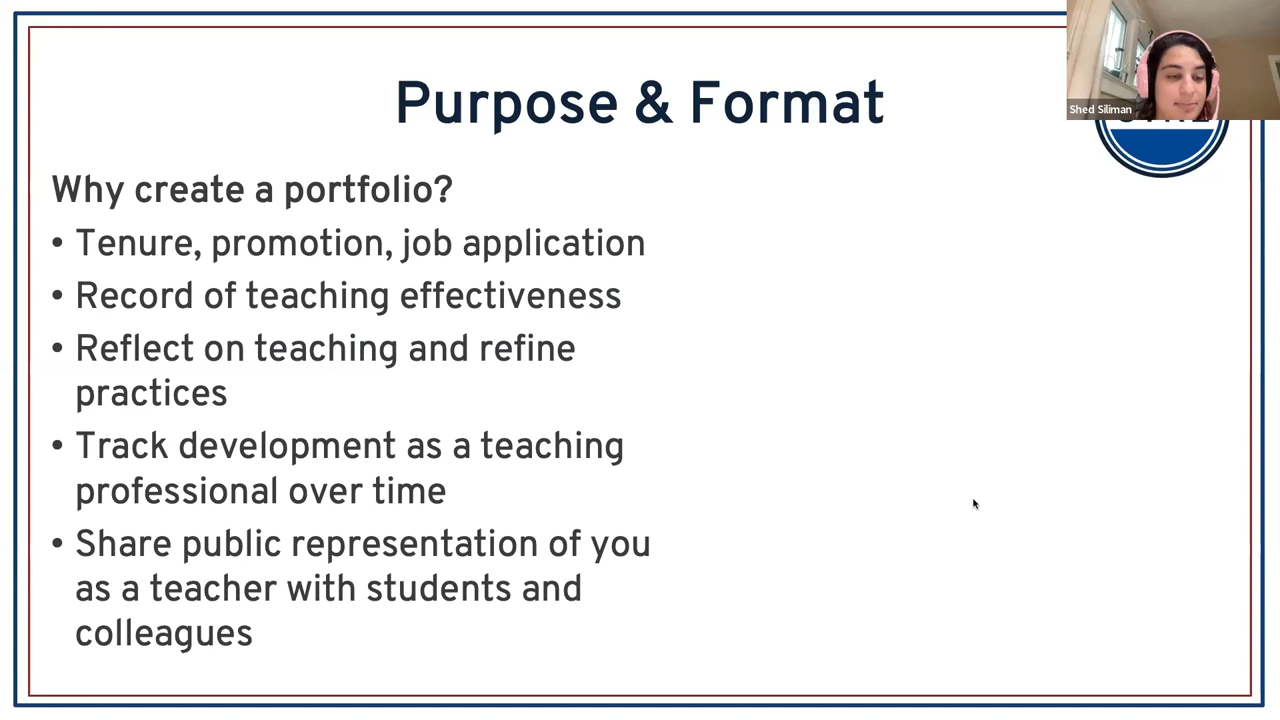 Purpose & Format
Shed Siliman
Why create a portfolio?
• Tenure, promotion, job application
• Record of teaching effectiveness
• Reflect on teaching and refine
practices
• Track development as a teaching
professional over time
• Share public representation of you
as a teacher with students and
colleagues